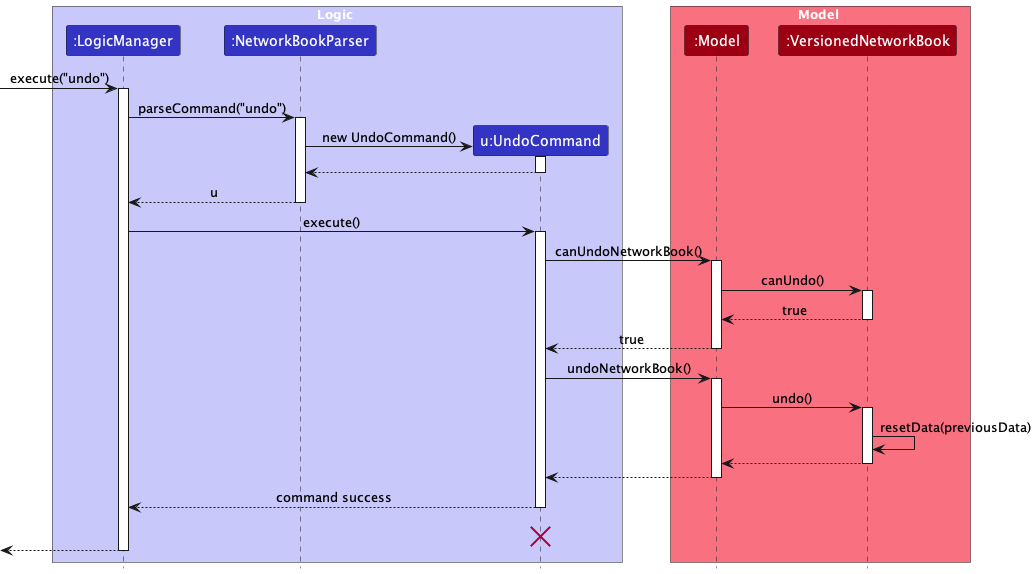 Logic
Model
:LogicManager
:NetworkBookParser
:Model
:VersionedNetworkBook
execute("undo")
parseCommand("undo")
new UndoCommand()
u:UndoCommand
u
execute()
canUndoNetworkBook()
canUndo()
true
true
undoNetworkBook()
undo()
resetData(previousData)
command success